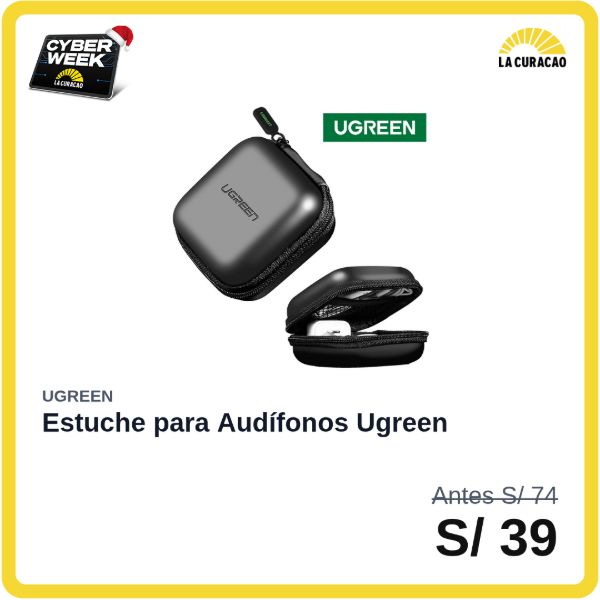 CYBER
WEEK
LA CURACAO
LA CURACAO
UGREEN
UGREEN
UGREEN
Estuche para Audífonos Ugreen
Antes S/ 74
S/ 39